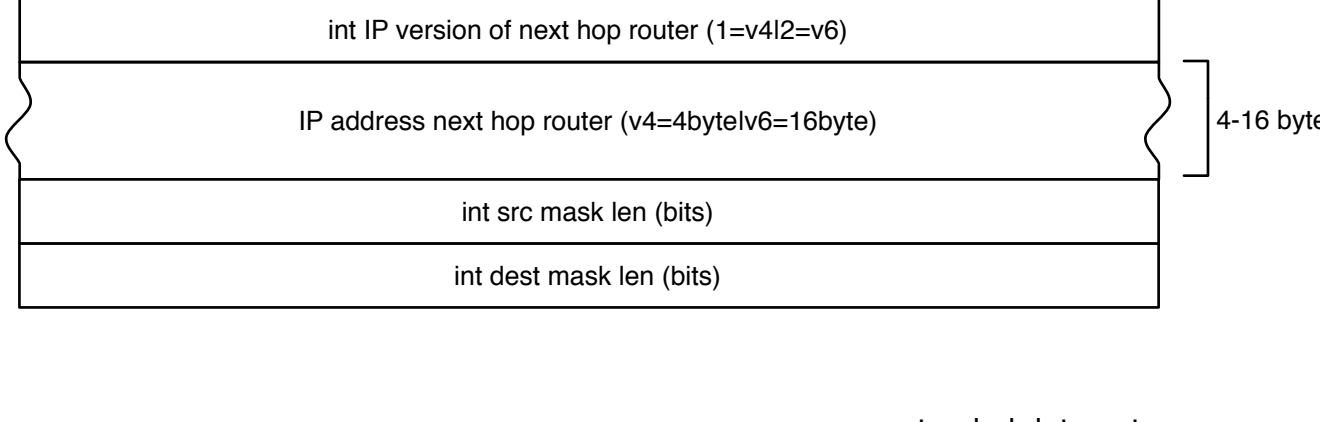 int IP version of next hop router (1=v4|2=v6)
IP address next hop router (v4=4byte|v6=16byte)
4-16 byte
int src mask len (bits)
int dest mask len (bits)